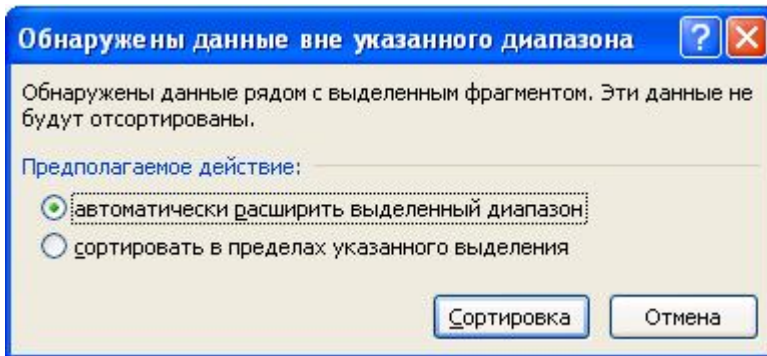 Обнаружены данные вне указанного диапазона
Обнаружены данные рядом с выделенным фрагментом. Эти данные не
будут отсортированы.
Предполагаемое действие:
автоматически расширить выделенный диапазон
сортировать в пределах указанного выделения
Сортировка Отмена